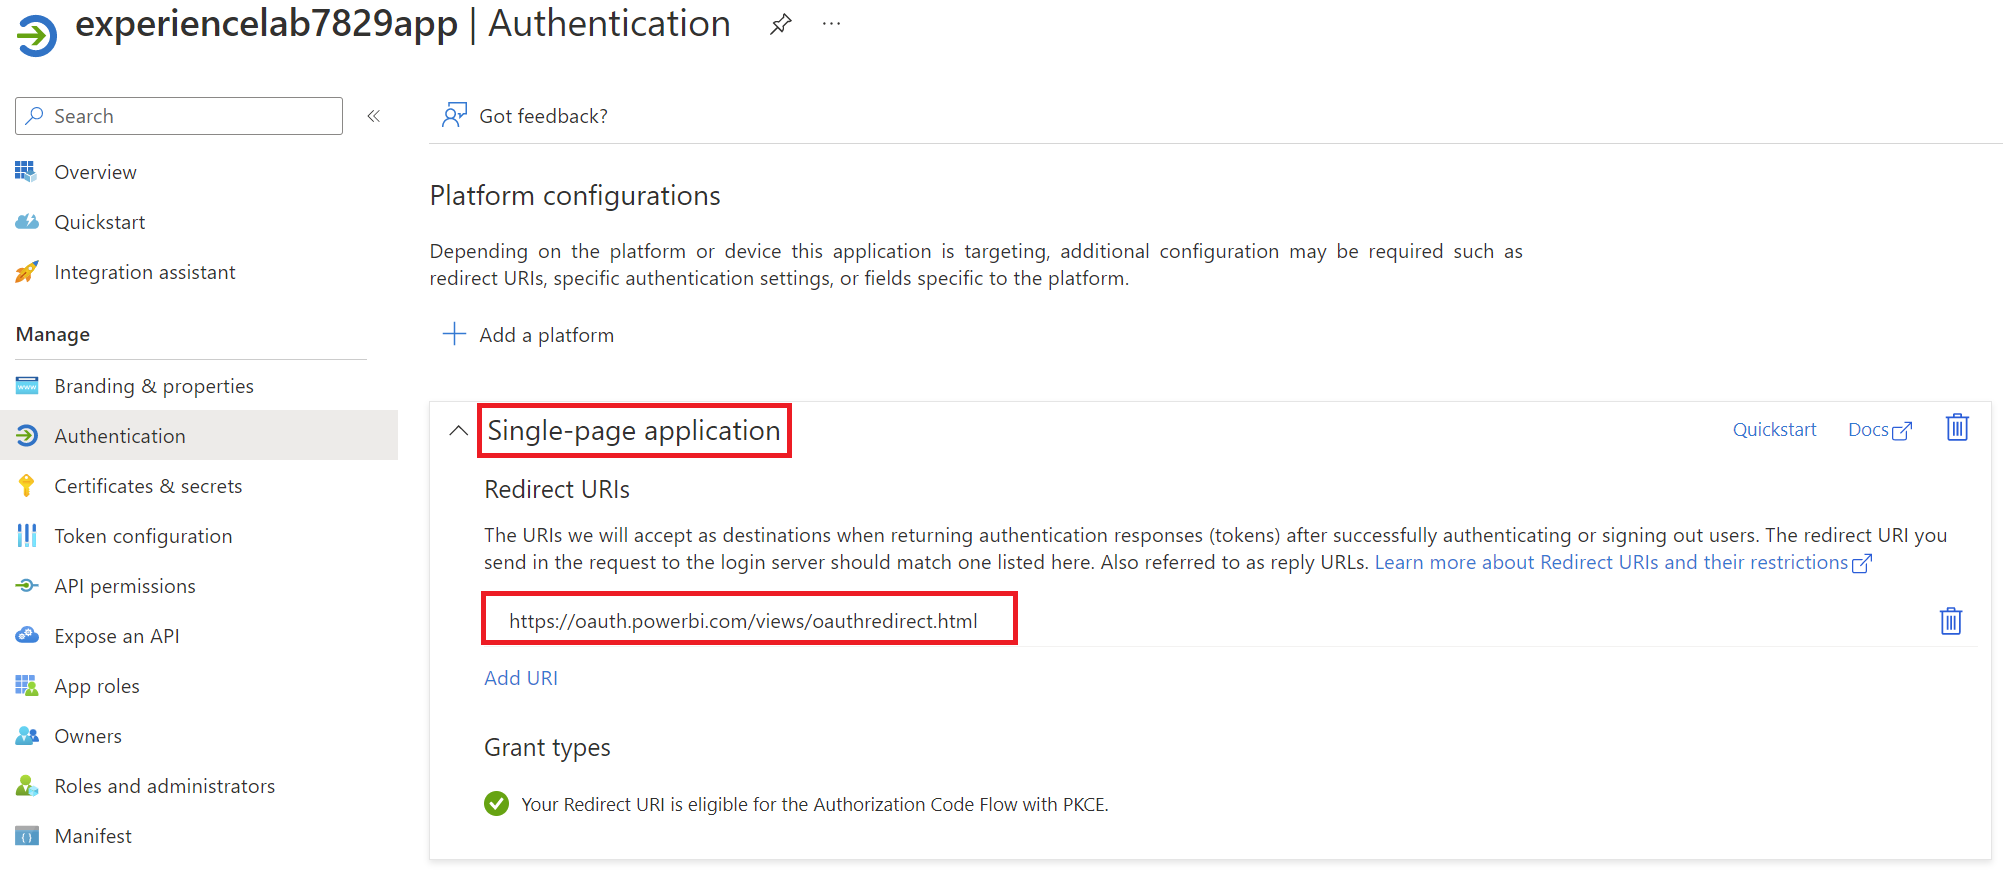 experiencelab7829app | Authentication
Search
Got feedback?
Overview
Quickstart
Integration assistant
Manage
Branding & properties
Authentication
Certificates & secrets
Token configuration
API permissions
Expose an API
App roles
Owners
Roles and administrators
Manifest
Platform configurations
Depending on the platform or device this application is targeting, additional configuration may be required such as
redirect URIs, specific authentication settings, or fields specific to the platform.
Add a platform
Single-page application
Quickstart
Docs
Redirect URIs
The URIs we will accept as destinations when returning authentication responses (tokens) after successfully authenticating or signing out users. The redirect URI you
send in the request to the login server should match one listed here. Also referred to as reply URLs. Learn more about Redirect URIs and their restrictions
https://oauth.powerbi.com/views/oauthredirect.html
Add URI
Grant types
Your Redirect URI is eligible for the Authorization Code Flow with PKCE.